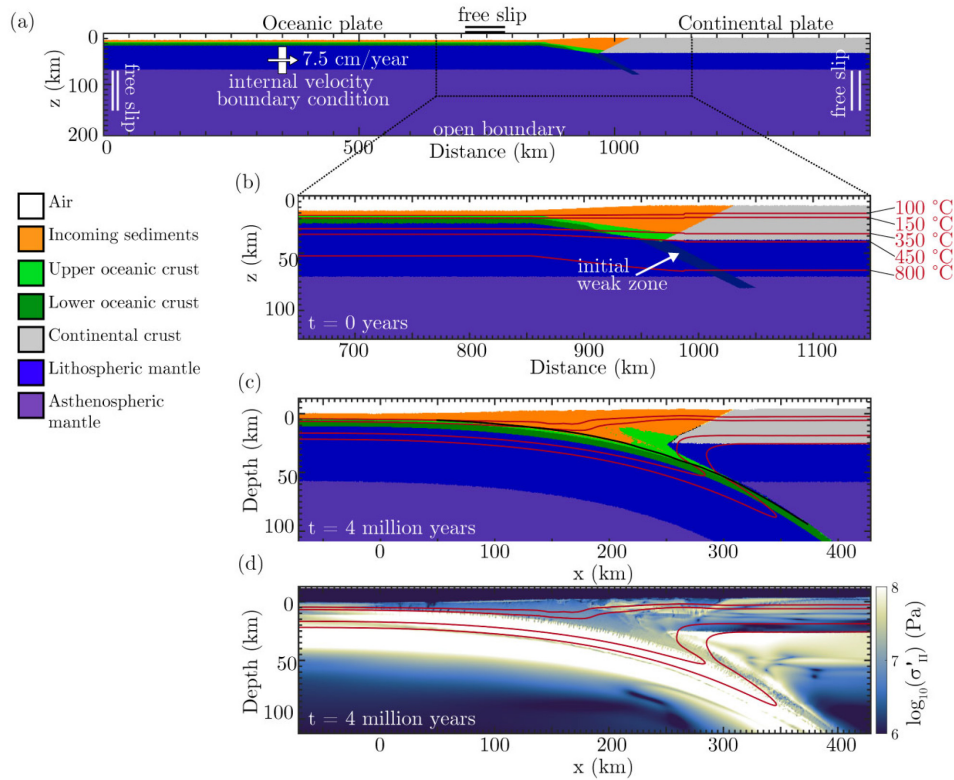 (a)
Oceanic plate
free slip
Continental plate
z (km)
0
100
200
free slip
7.5 cm/year
internal velocity
boundary condition
free slip
open boundary
0
500
1000
Distance (km)
(b)
Air
Incoming sediments
Upper oceanic crust
Lower oceanic crust
Continental crust
Lithospheric mantle
Asthenospheric
mantle
z (km)
0
50
100
100 °C
150 °C
350 °C
450 °C
800 °C
initial
weak zone
t = 0 years
700
800
900
1000
1100
Distance (km)
(c)
Depth (km)
0
50
100
t = 4 million years
0
100
200
300
400
x (km)
(d)
Depth (km)
0
50
100
t = 4 million years
0
100
200
300
400
x (km)
8
7
6
log₁₀(σ'II) (Pa)